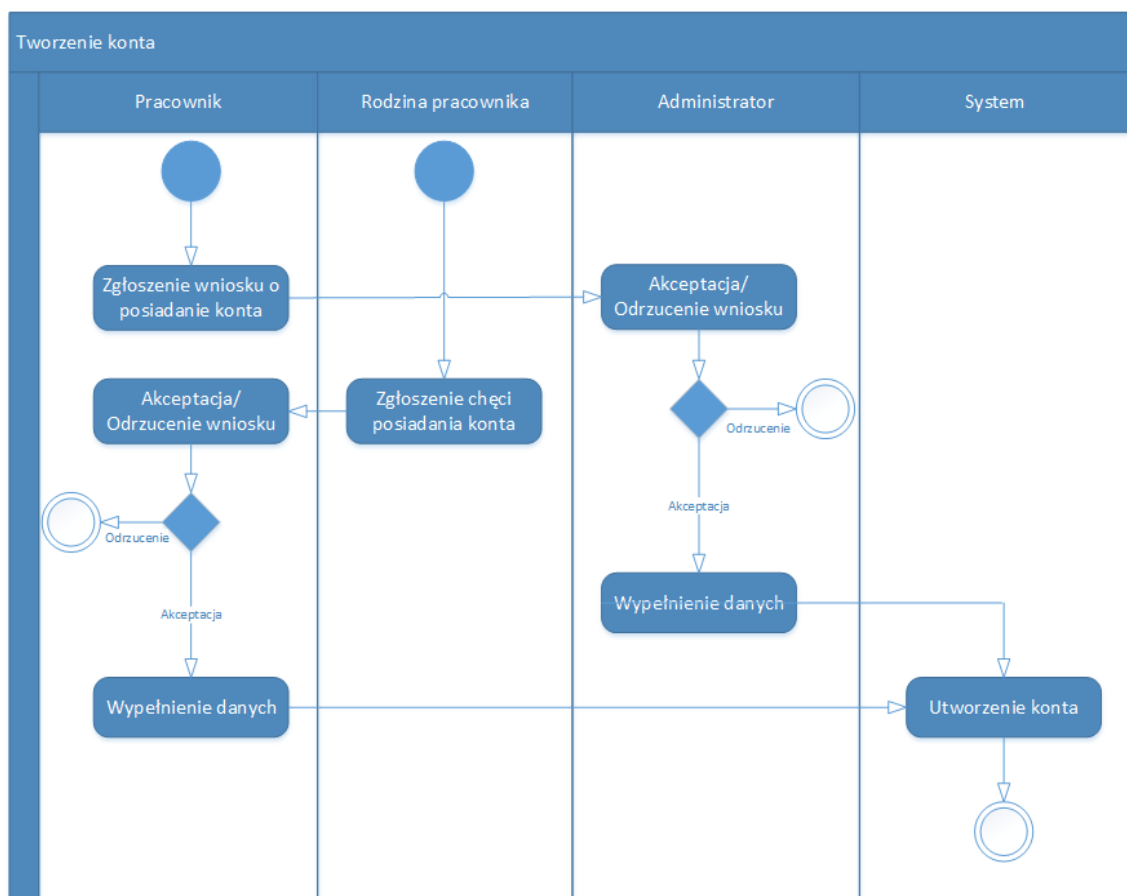 Tworzenie konta
Pracownik
Rodzina pracownika
Administrator
System
Zgłoszenie wniosku o
posiadanie konta
Akceptacja/
Odrzucenie wniosku
Akceptacja/
Odrzucenie wniosku
Zgłoszenie chęci
posiadania konta
Odrzucenie
Akceptacja
Odrzucenie
Wypełnienie danych
Akceptacja
Wypełnienie danych
Utworzenie konta